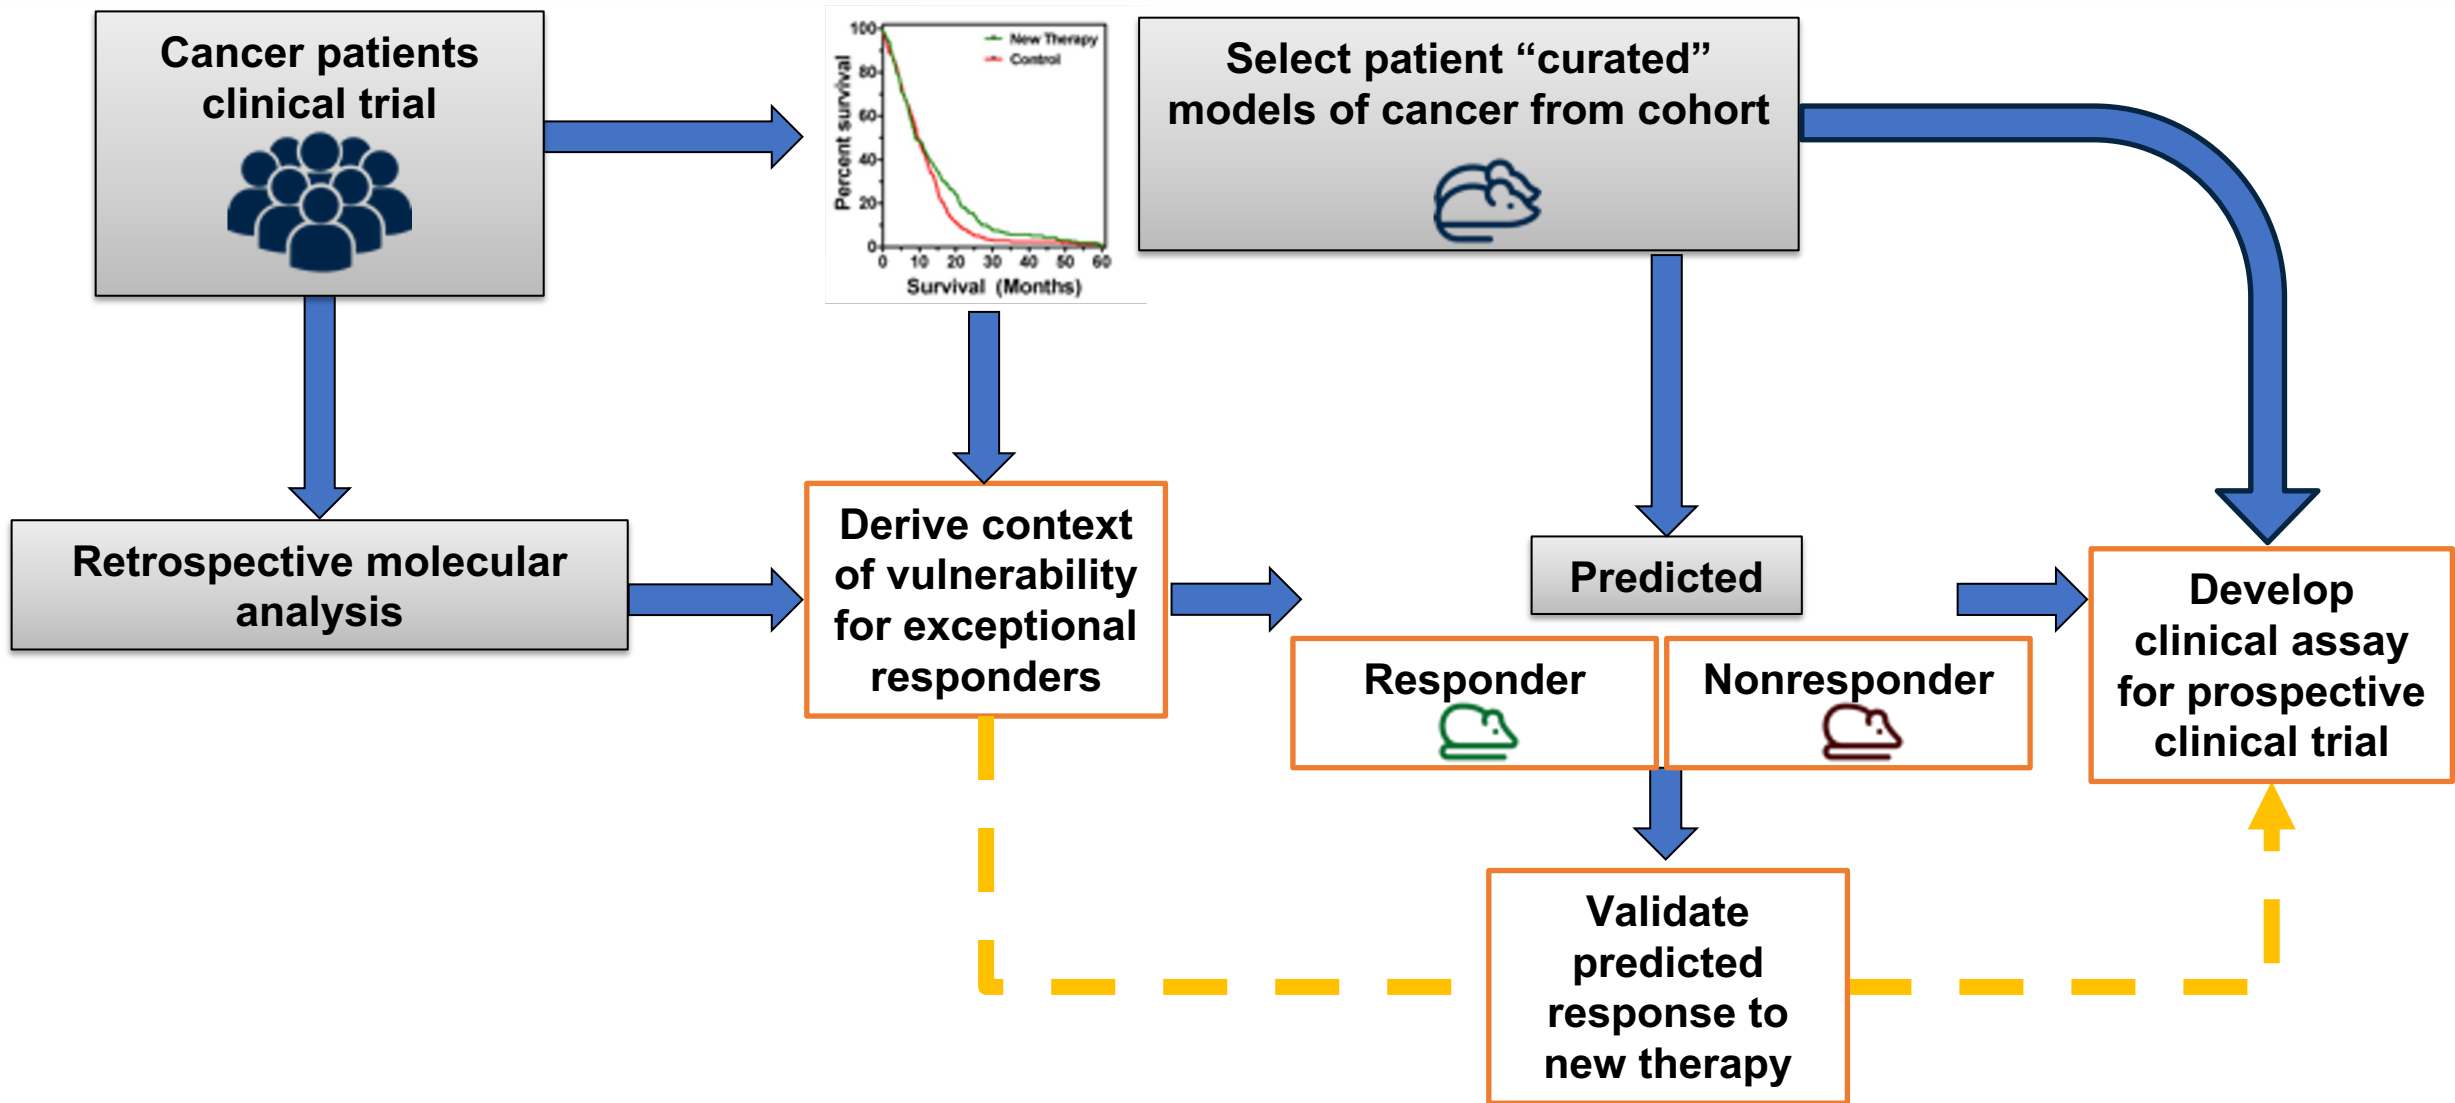 Cancer patients
clinical trial
100
80
60
40
20
0
Percent survival
New Therapy
Control
0 10 20 30 40 50 60
Survival (Months)
Select patient “curated”
models of cancer from cohort
Retrospective molecular
analysis
Derive context
of vulnerability
for exceptional
responders
Predicted
Responder
Nonresponder
Develop
clinical assay
for prospective
clinical trial
Validate
predicted
response to
new therapy